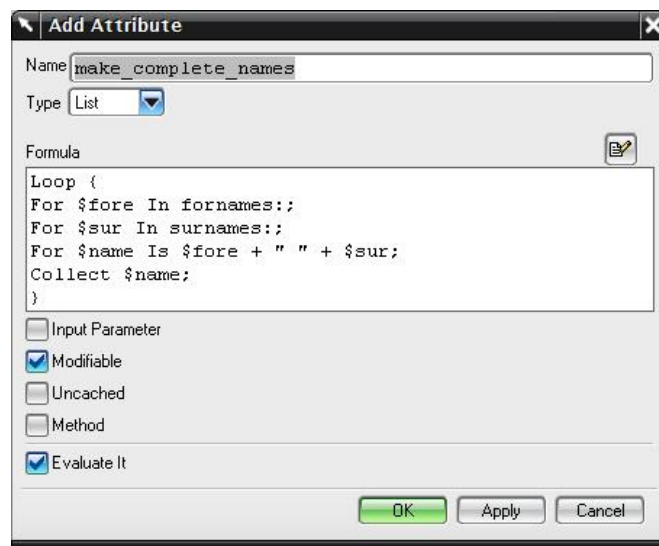 Add Attribute
Name make_complete_names
Type List
Formula
Loop {
For $fore In fornames:;
For $sur In surnames:;
For $name Is $fore + " " + $sur;
Collect $name;
}
Input Parameter
Modifiable
Uncached
Method
Evaluate It
OK Apply Cancel